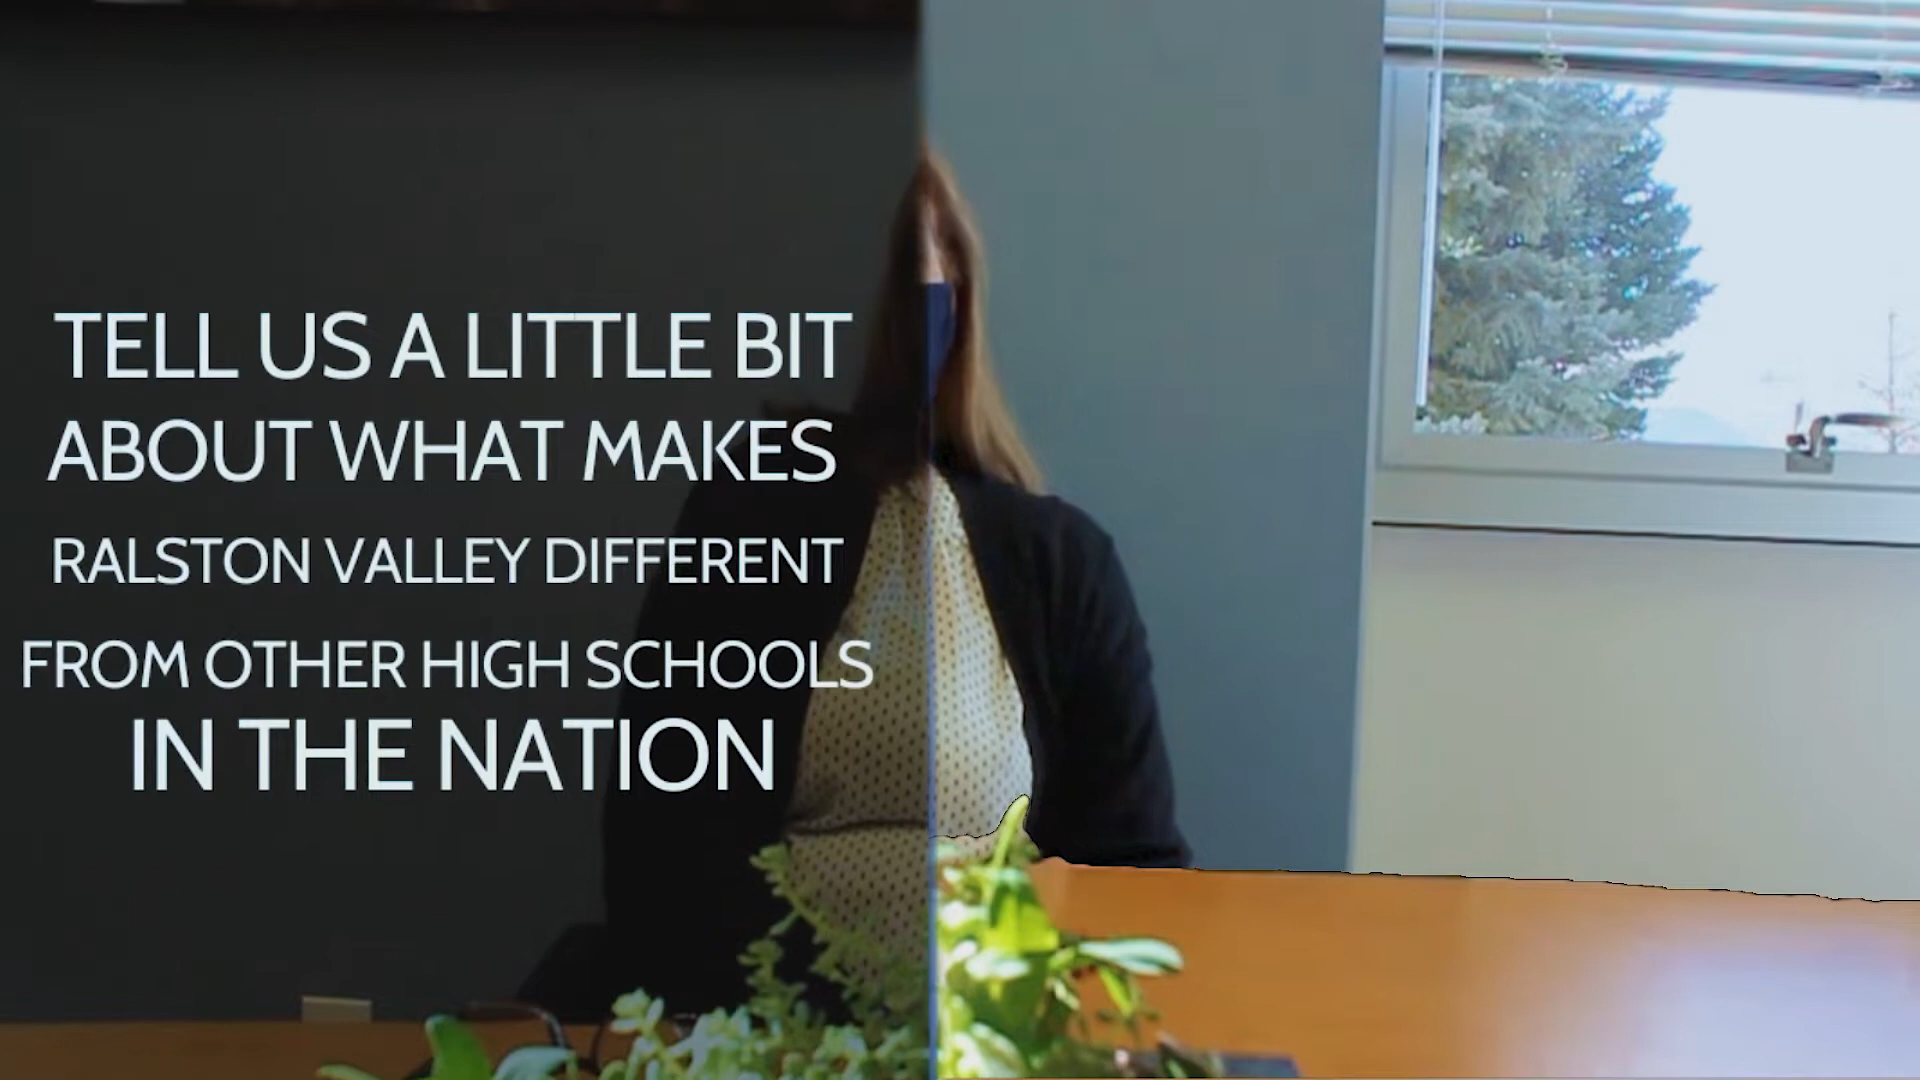 TELL US A LITTLE BIT
ABOUT WHAT MAKES
RALSTON VALLEY DIFFERENT
FROM OTHER HIGH SCHOOLS
IN THE NATION